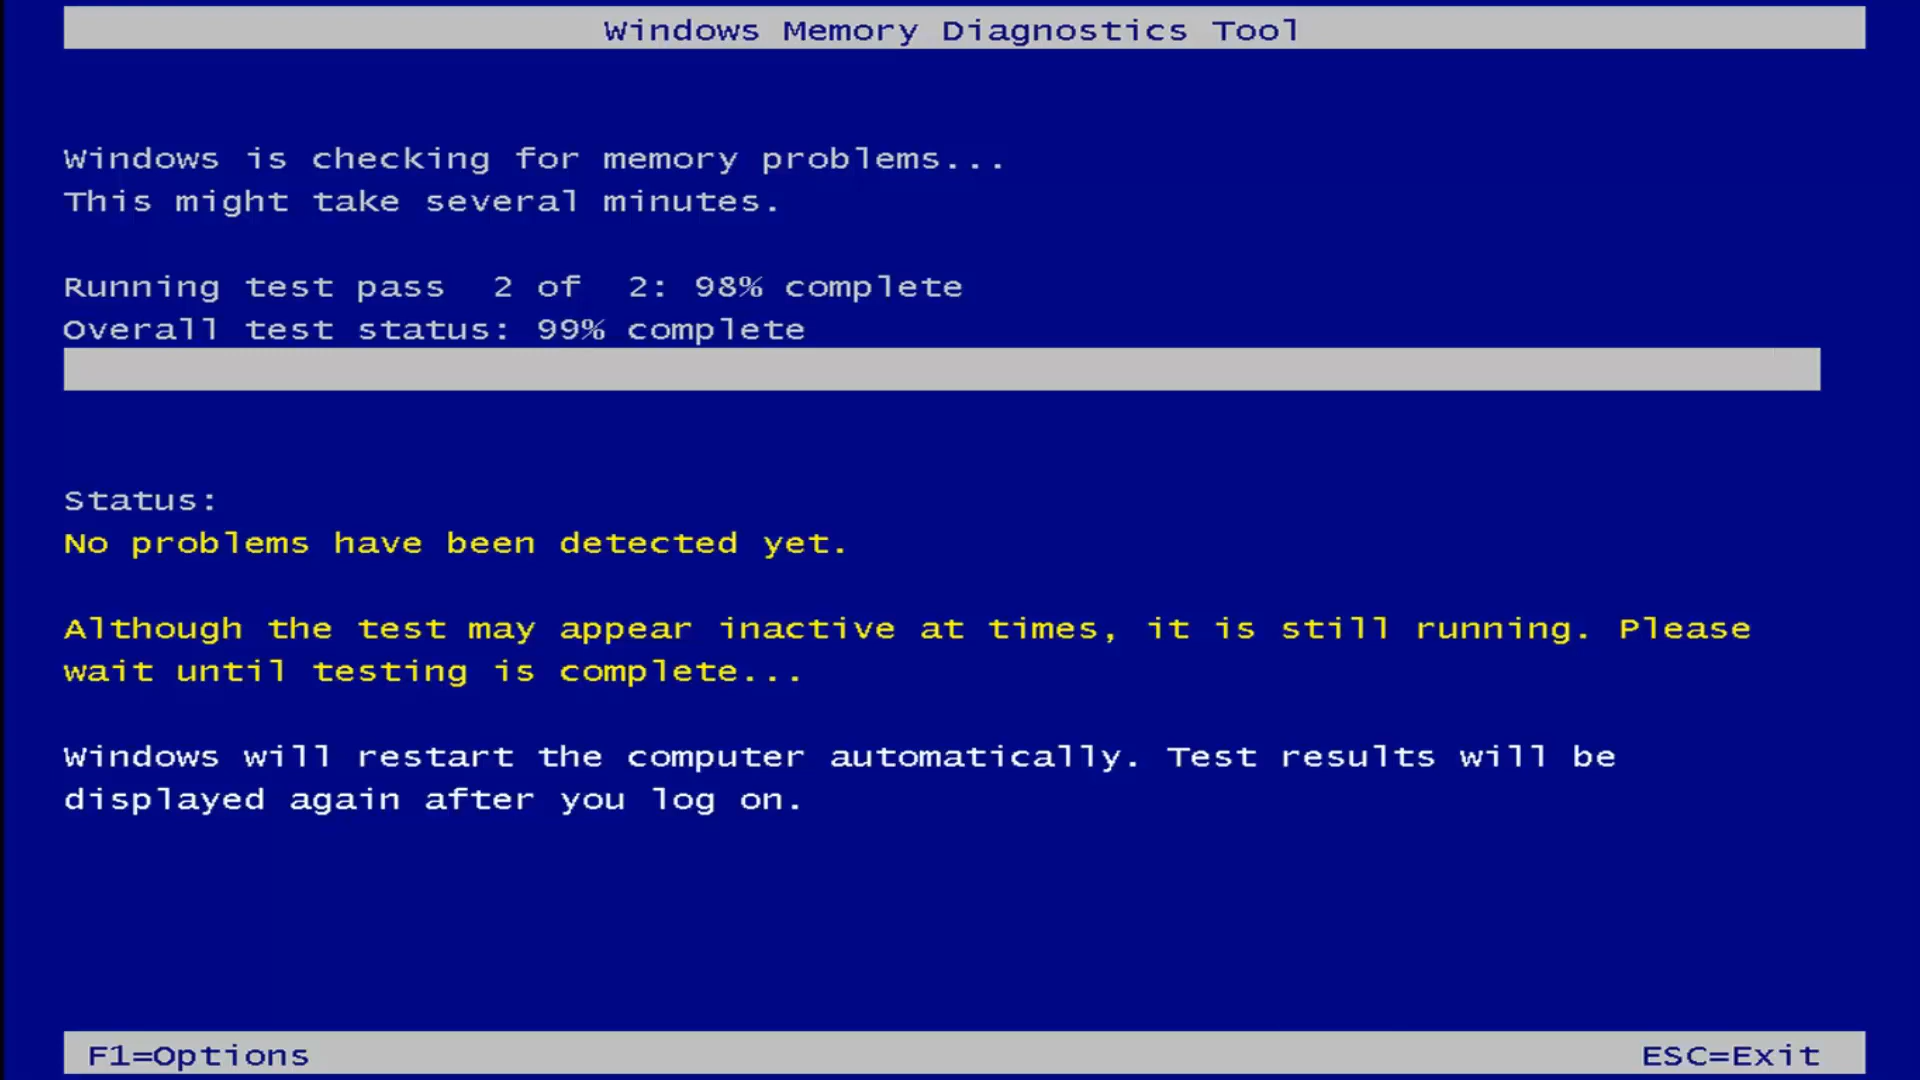 Windows Memory Diagnostics Tool
Windows is checking for memory problems...
This might take several minutes.
Running test pass  2 of  2: 98% complete
Overall test status: 99% complete
Status:
No problems have been detected yet.
Although the test may appear inactive at times, it is still running. Please
wait until testing is complete...
Windows will restart the computer automatically. Test results will be
displayed again after you log on.
F1=Options
ESC=Exit